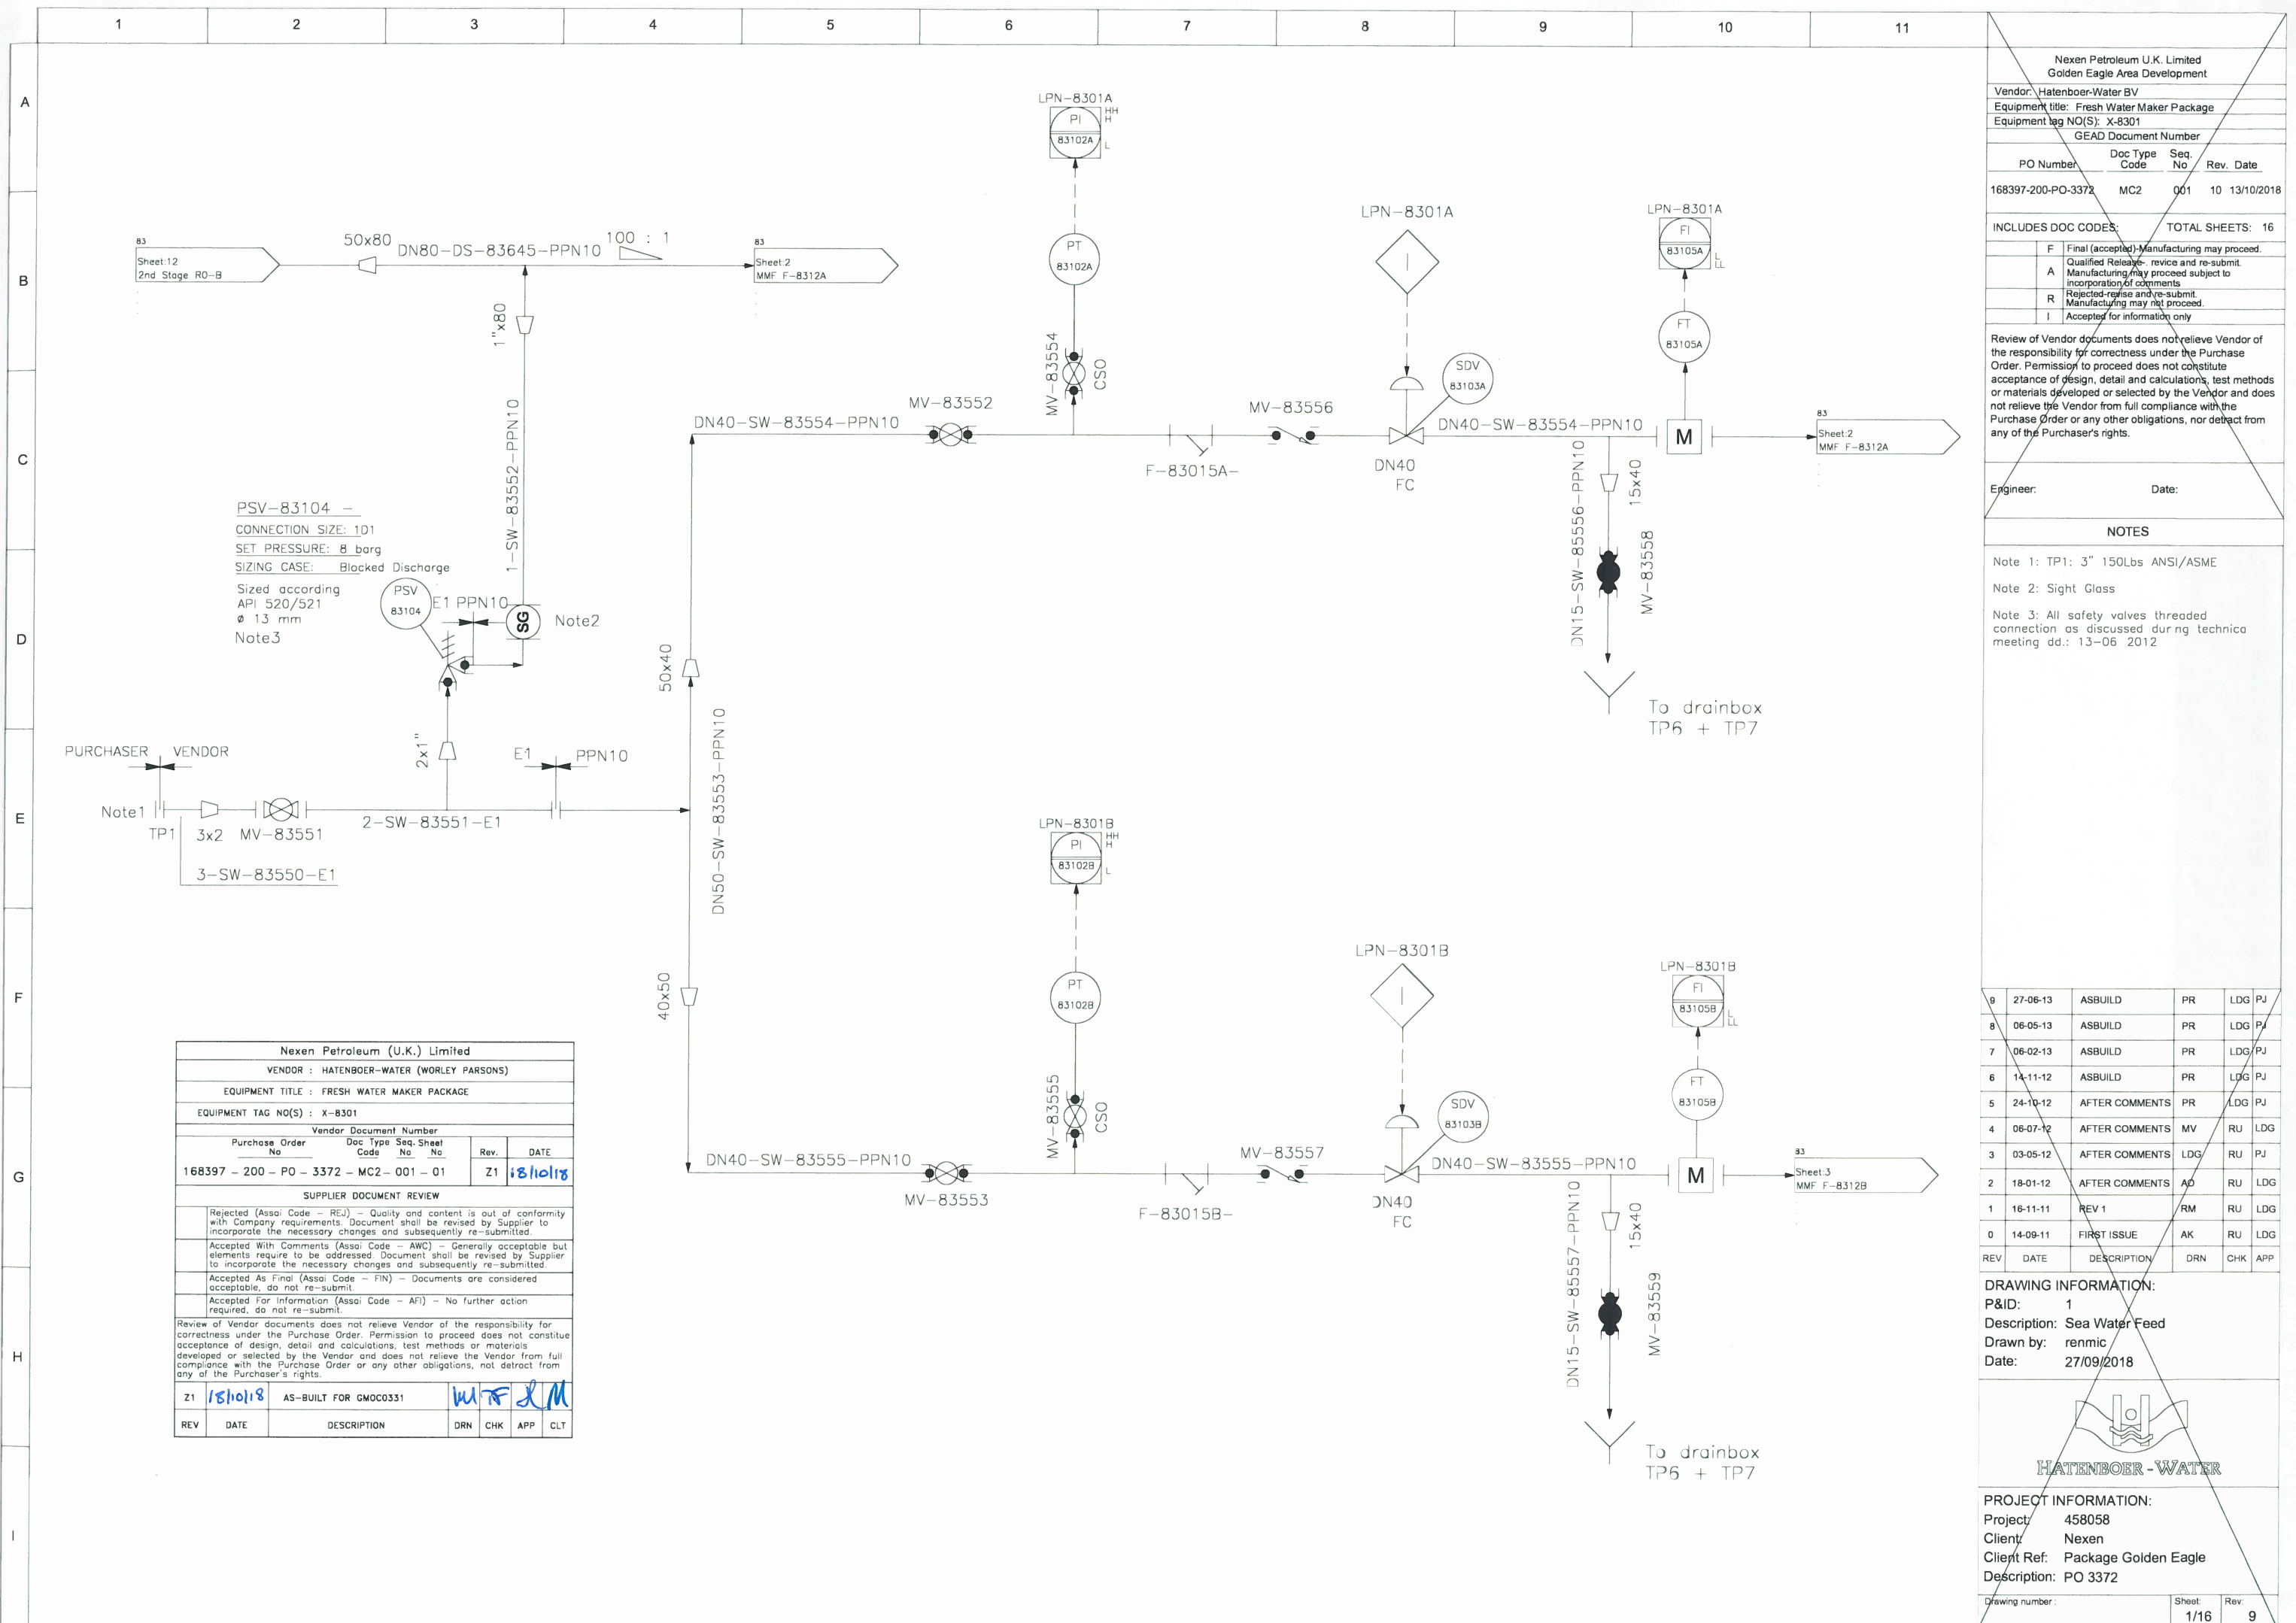 1 2 3 4 5 6 7 8 9 10 11
A
B
C
D
E
F
G
H
I
83
Sheet:12
2nd Stage RO-B
50x80
DN80-DS-83645-PPN10
100 : 1
83
Sheet:2
MMF F-8312A
1"x80
1-SW-83552-PPN10
PSV-83104 -
CONNECTION SIZE: 1D1
SET PRESSURE: 8 barg
SIZING CASE: Blocked Discharge
Sized according
API 520/521
ø 13 mm
Note3
PSV
83104
E1 PPN10
SG
Note2
PURCHASER VENDOR
Note1
TP1
3x2
MV-83551
3-SW-83550-E1
2x1"
2-SW-83551-E1
E1 PPN10
50x40
DN50-SW-83553-PPN10
40x50
LPN-8301A
PI
83102A
HH
H
L
PT
83102A
MV-83554
CSO
DN40-SW-83554-PPN10
MV-83552
F-83015A-
MV-83556
LPN-8301A
I
SDV
83103A
DN40
FC
DN40-SW-83554-PPN10
LPN-8301A
FI
83105A
L
LL
FT
83105A
M
83
Sheet:2
MMF F-8312A
DN15-SW-85556-PPN10
15x40
MV-83558
To drainbox
TP6 + TP7
LPN-8301B
PI
83102B
HH
H
L
PT
83102B
MV-83555
CSO
DN40-SW-83555-PPN10
MV-83553
F-83015B-
MV-83557
LPN-8301B
I
SDV
83103B
DN40
FC
DN40-SW-83555-PPN10
LPN-8301B
FI
83105B
L
LL
FT
83105B
M
83
Sheet:3
MMF F-8312B
DN15-SW-85557-PPN10
15x40
MV-83559
To drainbox
TP6 + TP7
Nexen Petroleum (U.K.) Limited
VENDOR : HATENBOER-WATER (WORLEY PARSONS)
EQUIPMENT TITLE : FRESH WATER MAKER PACKAGE
EQUIPMENT TAG NO(S) : X-8301
Vendor Document Number
Purchase Order No Doc Type Code Seq. No Sheet No Rev. DATE
168397 - 200 - PO - 3372 - MC2- 001 - 01 Z1 18/10/18
SUPPLIER DOCUMENT REVIEW
Rejected (Assai Code - REJ) - Quality and content is out of conformity
with Company requirements. Document shall be revised by Supplier to
incorporate the necessary changes and subsequently re-submitted.
Accepted With Comments (Assai Code - AWC) - Generally acceptable but
elements require to be addressed. Document shall be revised by Supplier
to incorporate the necessary changes and subsequently re-submitted.
Accepted As Final (Assai Code - FIN) - Documents are considered
acceptable, do not re-submit.
Accepted For Information (Assai Code - AFI) - No further action
required, do not re-submit.
Review of Vendor documents does not relieve Vendor of the responsibility for
correctness under the Purchase Order. Permission to proceed does not constitue
acceptance of design, detail and calculations, test methods or materials
developed or selected by the Vendor and does not relieve the Vendor from full
compliance with the Purchase Order or any other obligations, not detract from
any of the Purchaser's rights.
Z1 18/10/18 AS-BUILT FOR GMOC0331
REV DATE DESCRIPTION DRN CHK APP CLT
Nexen Petroleum U.K. Limited
Golden Eagle Area Development
Vendor: Hatenboer-Water BV
Equipment title: Fresh Water Maker Package
Equipment tag NO(S): X-8301
GEAD Document Number
PO Number Doc Type Code Seq. No Rev. Date
168397-200-PO-3372 MC2 001 10 13/10/2018
INCLUDES DOC CODES: TOTAL SHEETS: 16
F Final (accepted)-Manufacturing may proceed.
A Qualified Release-. revice and re-submit.
Manufacturing may proceed subject to
incorporation of comments
R Rejected-revise and re-submit.
Manufacturing may not proceed.
I Accepted for information only
Review of Vendor documents does not relieve Vendor of
the responsibility for correctness under the Purchase
Order. Permission to proceed does not constitute
acceptance of design, detail and calculations, test methods
or materials developed or selected by the Vendor and does
not relieve the Vendor from full compliance with the
Purchase Order or any other obligations, nor detract from
any of the Purchaser's rights.
Engineer: Date:
NOTES
Note 1: TP1: 3" 150Lbs ANSI/ASME
Note 2: Sight Glass
Note 3: All safety valves threaded
connection as discussed dur ng technica
meeting dd.: 13-06 2012
9 27-06-13 ASBUILD PR LDG PJ
8 06-05-13 ASBUILD PR LDG PJ
7 06-02-13 ASBUILD PR LDG PJ
6 14-11-12 ASBUILD PR LDG PJ
5 24-10-12 AFTER COMMENTS PR LDG PJ
4 06-07-12 AFTER COMMENTS MV RU LDG
3 03-05-12 AFTER COMMENTS LDG RU PJ
2 18-01-12 AFTER COMMENTS AD RU LDG
1 16-11-11 REV 1 RM RU LDG
0 14-09-11 FIRST ISSUE AK RU LDG
REV DATE DESCRIPTION DRN CHK APP
DRAWING INFORMATION:
P&ID: 1
Description: Sea Water Feed
Drawn by: renmic
Date: 27/09/2018
HATENBOER-WATER
PROJECT INFORMATION:
Project: 458058
Client: Nexen
Client Ref: Package Golden Eagle
Description: PO 3372
Drawing number : Sheet: 1/16 Rev: 9